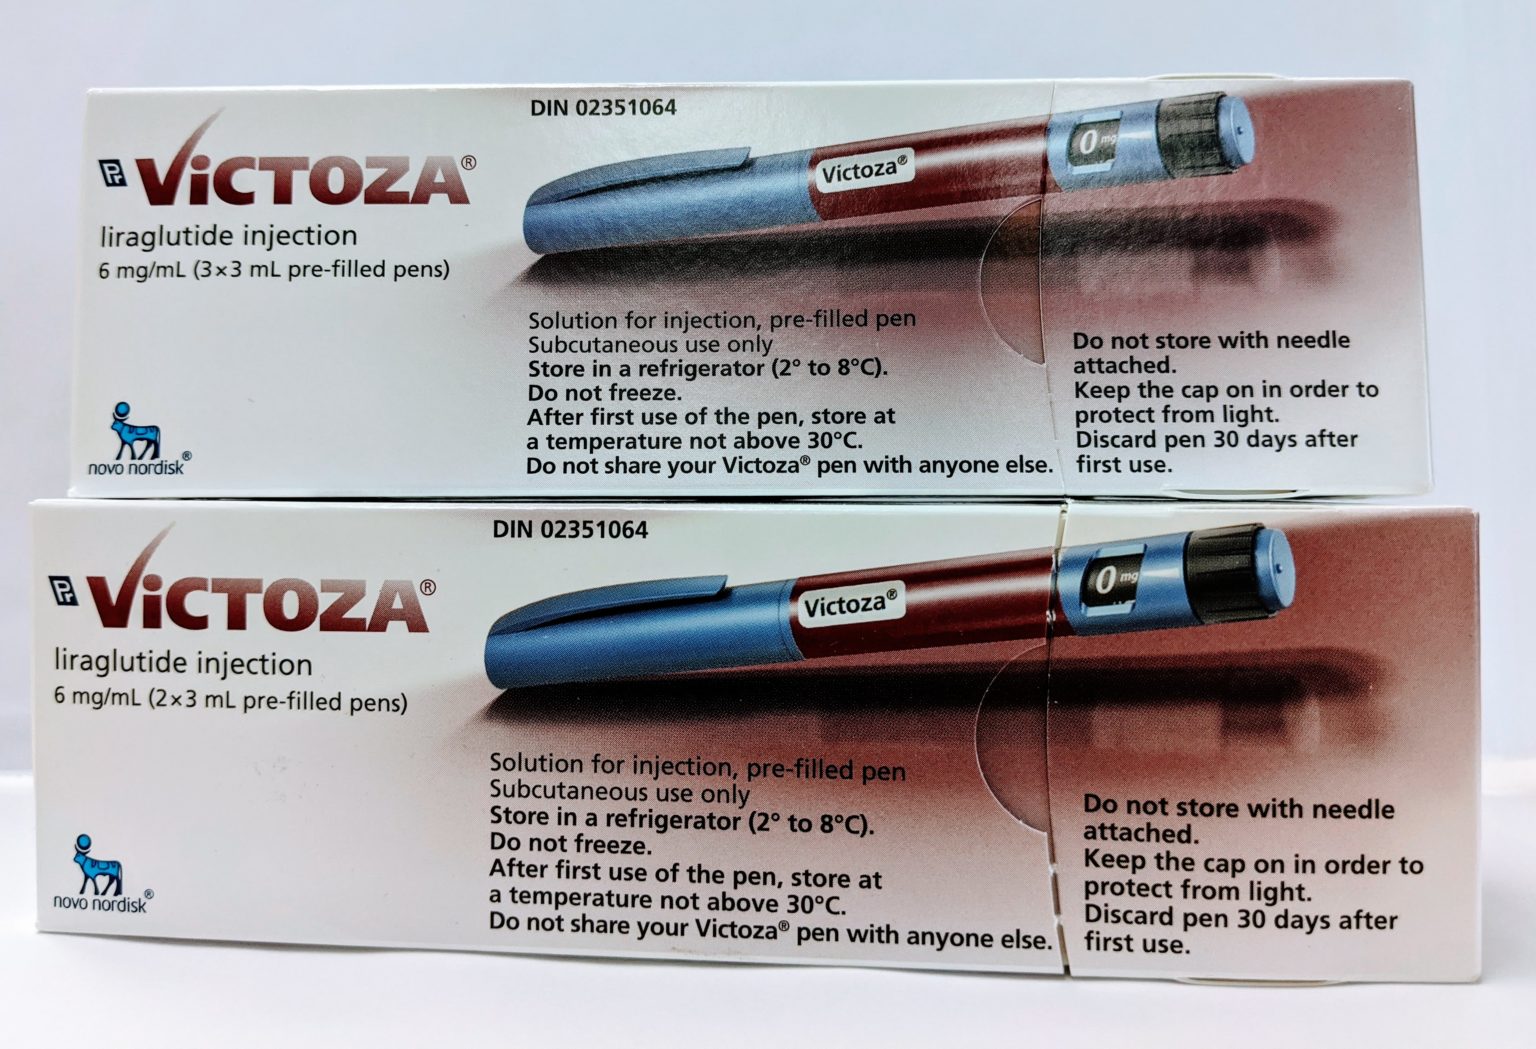 DIN 02351064
Pr VICTOZA®
liraglutide injection
6 mg/mL (3×3 mL pre-filled pens)
Victoza®
0 mg
Solution for injection, pre-filled pen
Subcutaneous use only
Store in a refrigerator (2° to 8°C).
Do not freeze.
After first use of the pen, store at
a temperature not above 30°C.
Do not share your Victoza® pen with anyone else.
Do not store with needle
attached.
Keep the cap on in order to
protect from light.
Discard pen 30 days after
first use.
novo nordisk®
DIN 02351064
Pr VICTOZA®
liraglutide injection
6 mg/mL (2×3 mL pre-filled pens)
Victoza®
0 mg
Solution for injection, pre-filled pen
Subcutaneous use only
Store in a refrigerator (2° to 8°C).
Do not freeze.
After first use of the pen, store at
a temperature not above 30°C.
Do not share your Victoza® pen with anyone else.
Do not store with needle
attached.
Keep the cap on in order to
protect from light.
Discard pen 30 days after
first use.
novo nordisk®